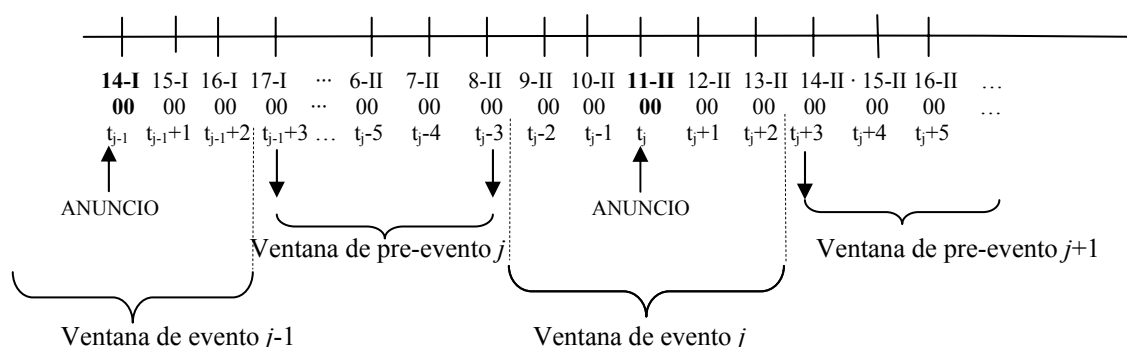 14-I 15-I 16-I 17-I ... 6-II 7-II 8-II 9-II 10-II 11-II 12-II 13-II 14-II · 15-II 16-II …
00 00 00 00 ... 00 00 00 00 00 00 00 00 00 00 00 …
tj-1 tj-1+1 tj-1+2 tj-1+3 … tj-5 tj-4 tj-3 tj-2 tj-1 tj tj+1 tj+2 tj+3 tj+4 tj+5 …
ANUNCIO ANUNCIO
Ventana de pre-evento j Ventana de pre-evento j+1
Ventana de evento j-1 Ventana de evento j